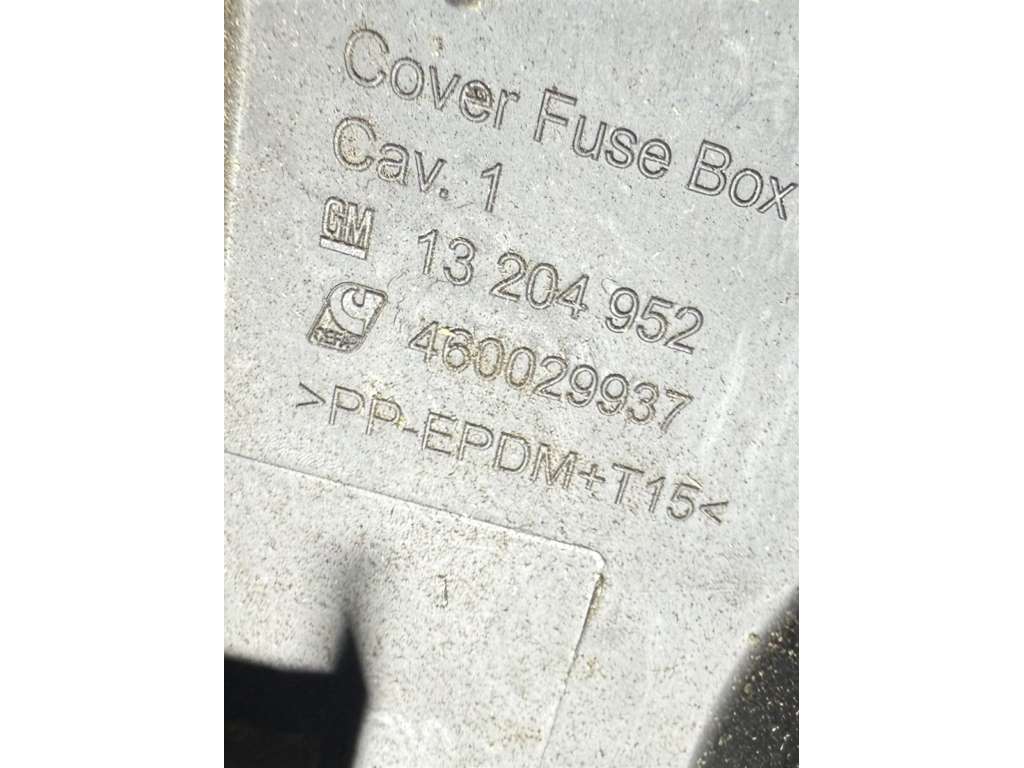 Cover Fuse Box
Cav. 1
GM 13 204 952
460029937
>PP-EPDM+T15<